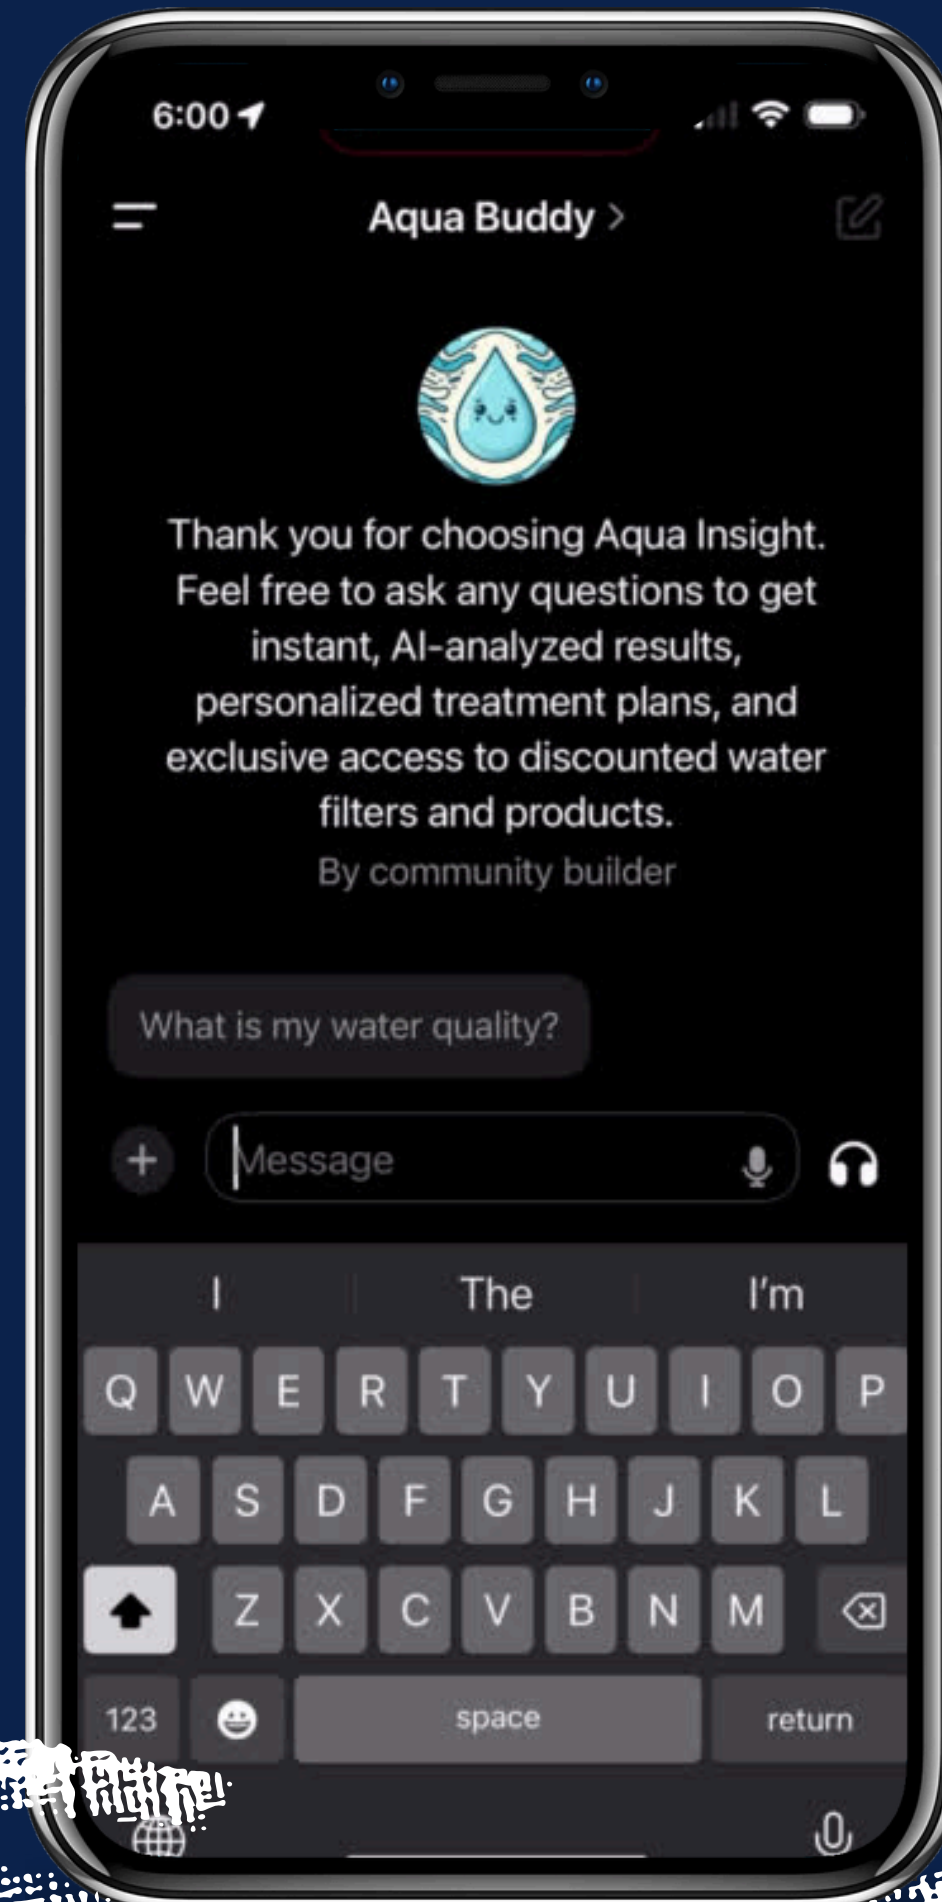 6:00
Aqua Buddy >
Thank you for choosing Aqua Insight.
Feel free to ask any questions to get
instant, AI-analyzed results,
personalized treatment plans, and
exclusive access to discounted water
filters and products.
By community builder
What is my water quality?
Message
I The I'm
Q W E R T Y U I O P
A S D F G H J K L
Z X C V B N M
123 space return